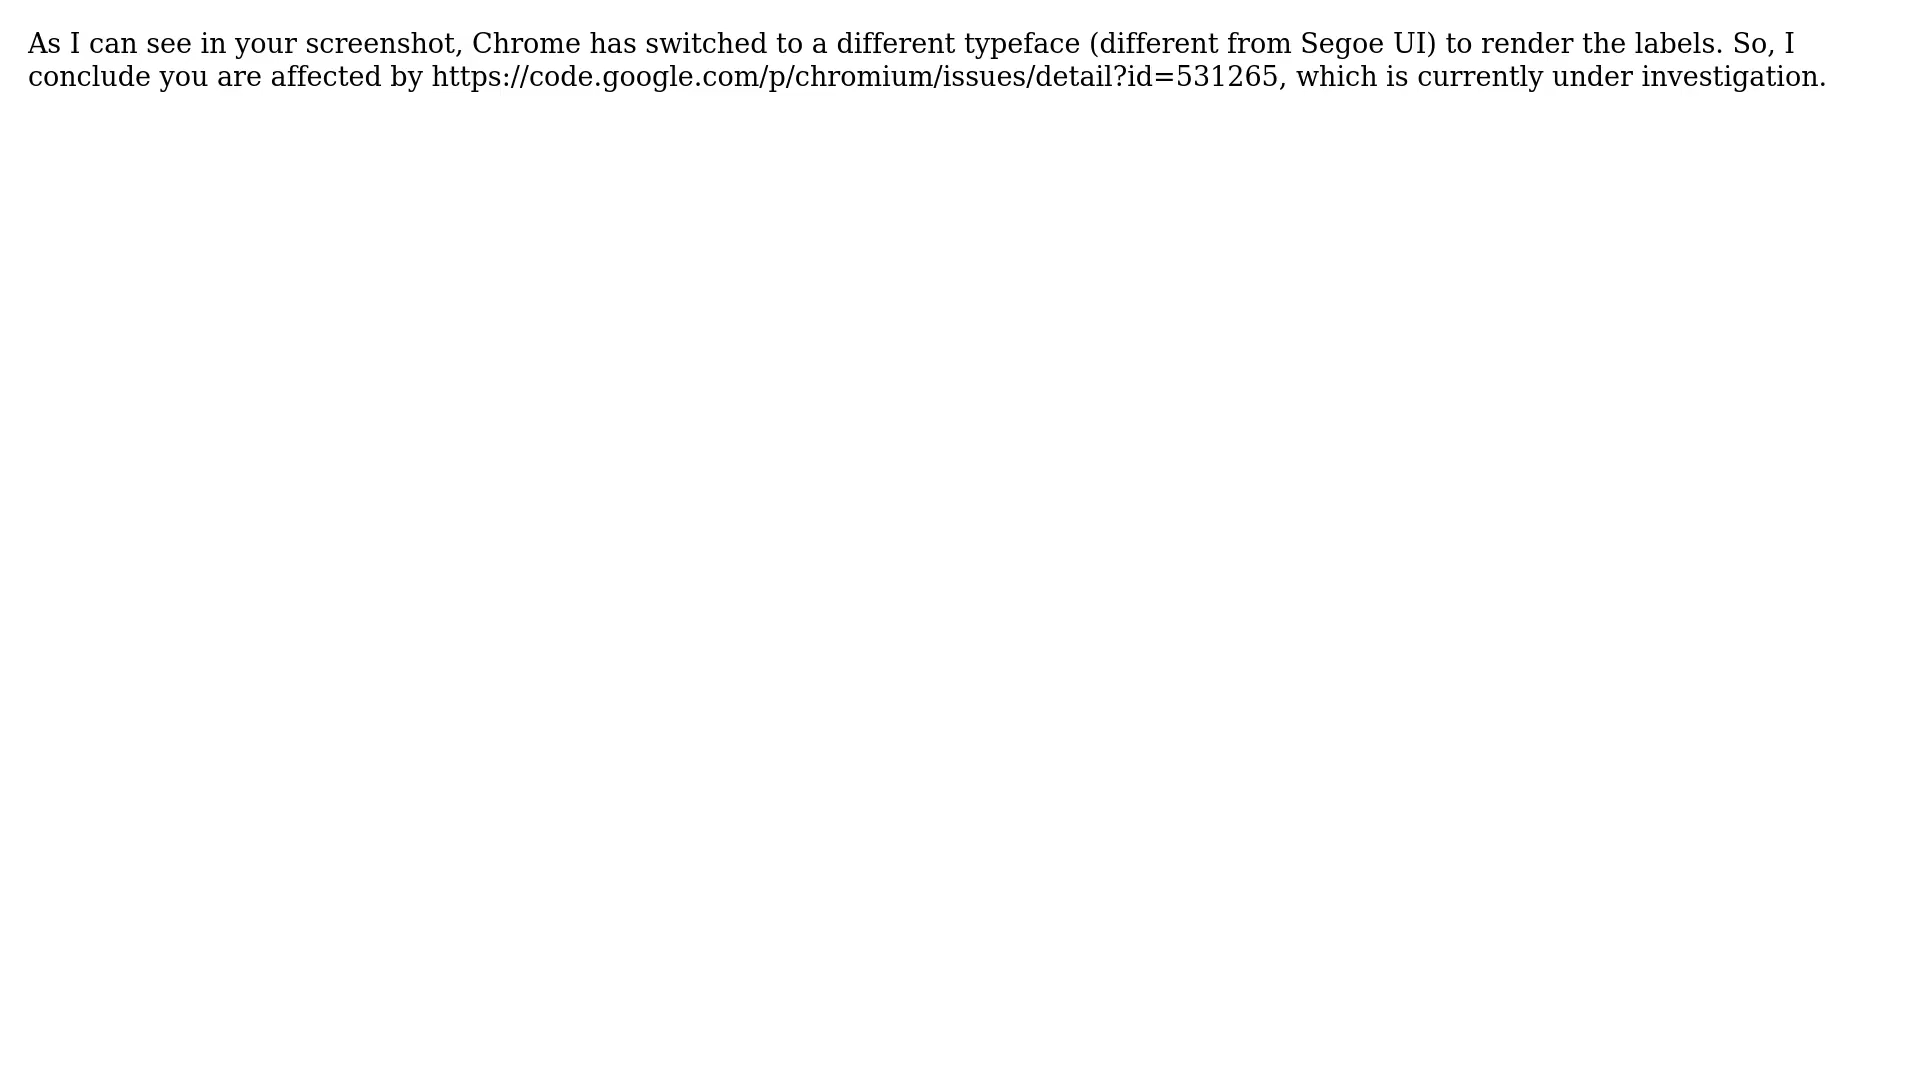 As I can see in your screenshot, Chrome has switched to a different typeface (different from Segoe UI) to render the labels. So, I
conclude you are affected by https://code.google.com/p/chromium/issues/detail?id=531265, which is currently under investigation.